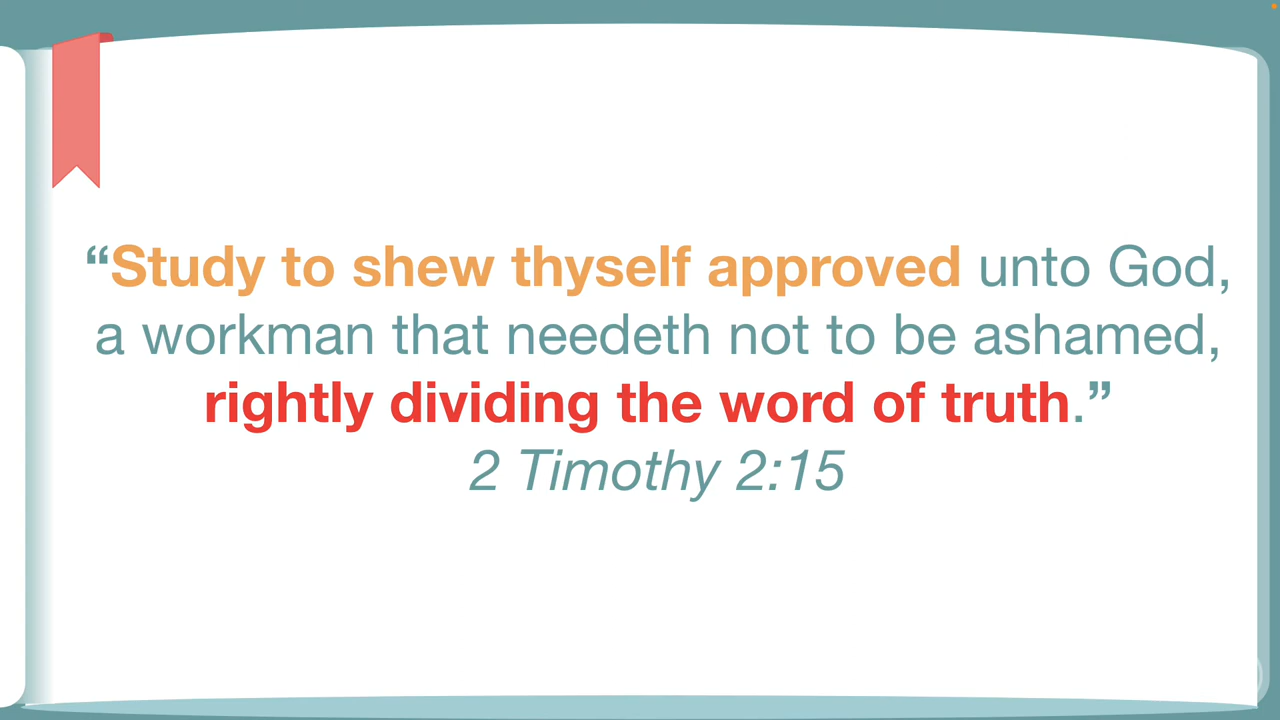 “Study to shew thyself approved unto God,
a workman that needeth not to be ashamed,
rightly dividing the word of truth.”
2 Timothy 2:15